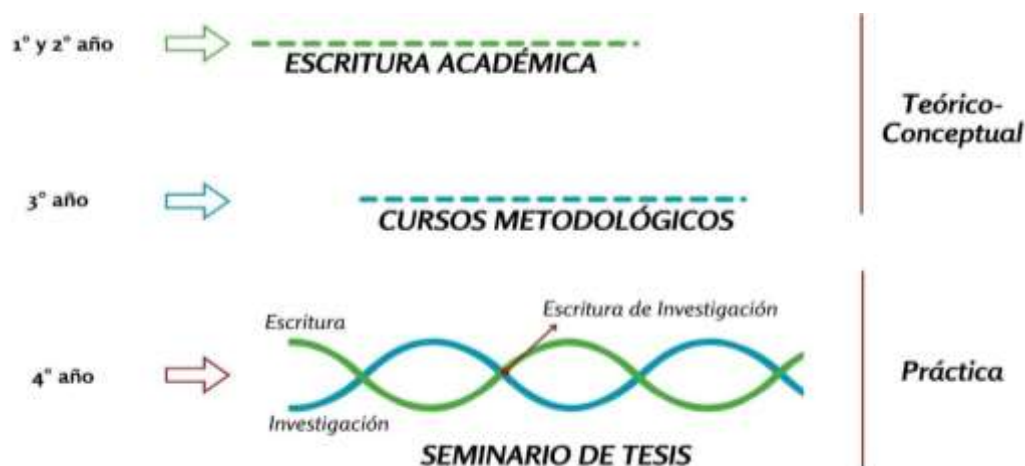 1° y 2° año
ESCRITURA ACADÉMICA
Teórico-
Conceptual
3° año
CURSOS METODOLÓGICOS
Escritura de Investigación
Escritura
4° año
Práctica
Investigación
SEMINARIO DE TESIS